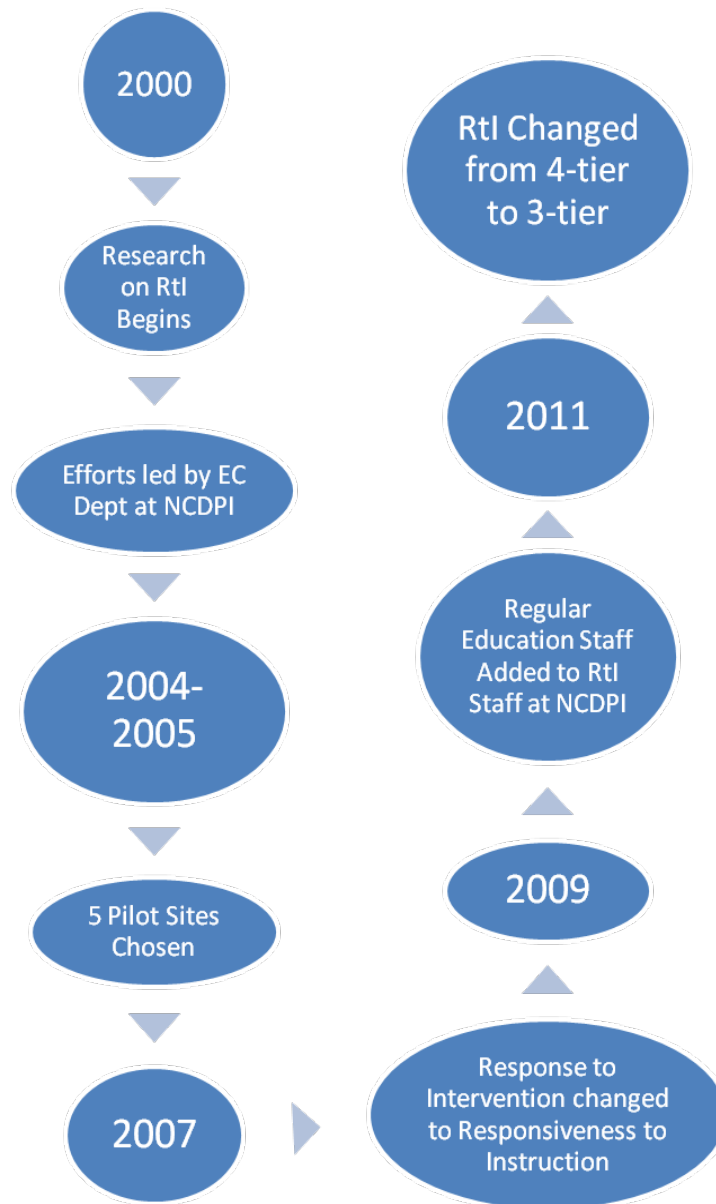 2000
Research
on RtI
Begins
Efforts led by EC
Dept at NCDPI
2004-
2005
5 Pilot Sites
Chosen
2007
Response to
Intervention changed
to Responsiveness to
Instruction
2009
Regular
Education Staff
Added to RtI
Staff at NCDPI
2011
RtI Changed
from 4-tier
to 3-tier